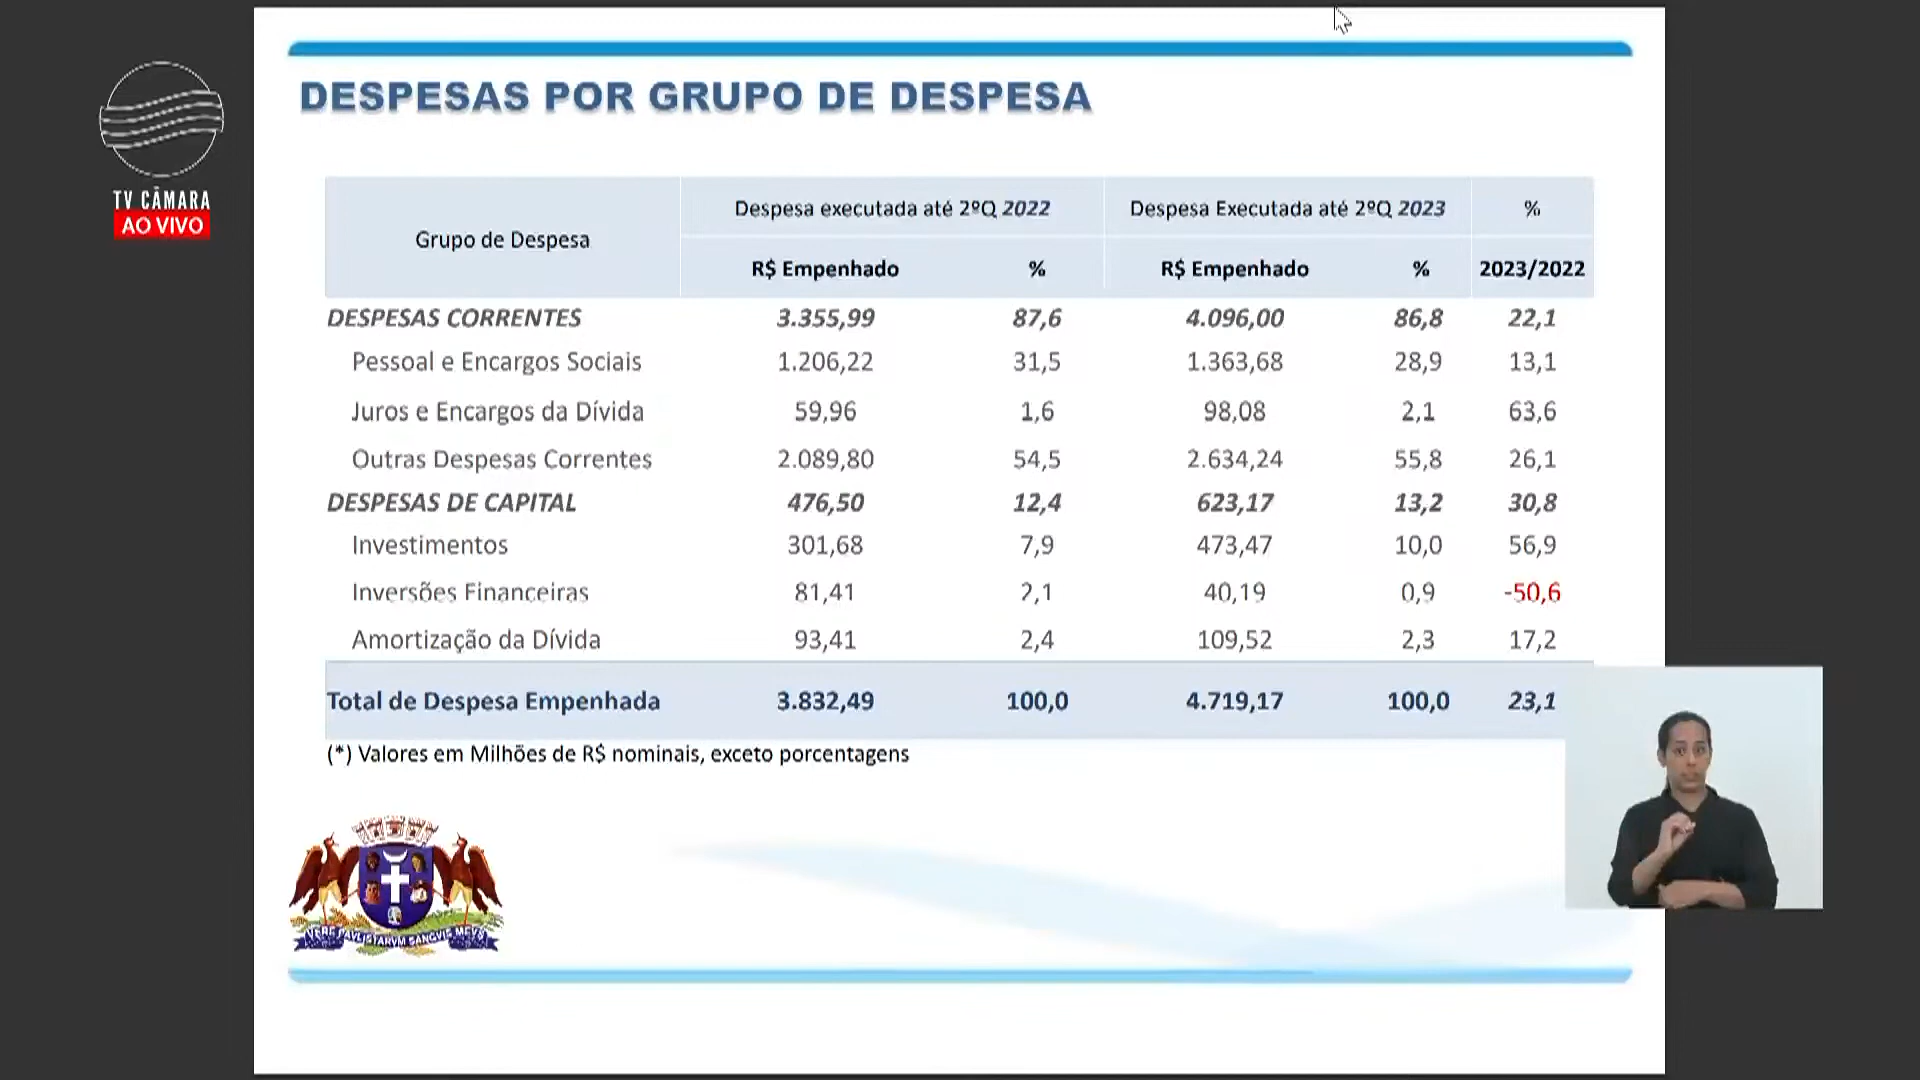 TV CÂMARA
AO VIVO
DESPESAS POR GRUPO DE DESPESA
Grupo de Despesa
Despesa executada até 2ºQ 2022
Despesa Executada até 2ºQ 2023
%
R$ Empenhado
%
R$ Empenhado
%
2023/2022
DESPESAS CORRENTES 3.355,99 87,6 4.096,00 86,8 22,1
Pessoal e Encargos Sociais 1.206,22 31,5 1.363,68 28,9 13,1
Juros e Encargos da Dívida 59,96 1,6 98,08 2,1 63,6
Outras Despesas Correntes 2.089,80 54,5 2.634,24 55,8 26,1
DESPESAS DE CAPITAL 476,50 12,4 623,17 13,2 30,8
Investimentos 301,68 7,9 473,47 10,0 56,9
Inversões Financeiras 81,41 2,1 40,19 0,9 -50,6
Amortização da Dívida 93,41 2,4 109,52 2,3 17,2
Total de Despesa Empenhada 3.832,49 100,0 4.719,17 100,0 23,1
(*) Valores em Milhões de R$ nominais, exceto porcentagens
VERE PAVLISTARVM SANGVIS MEVS